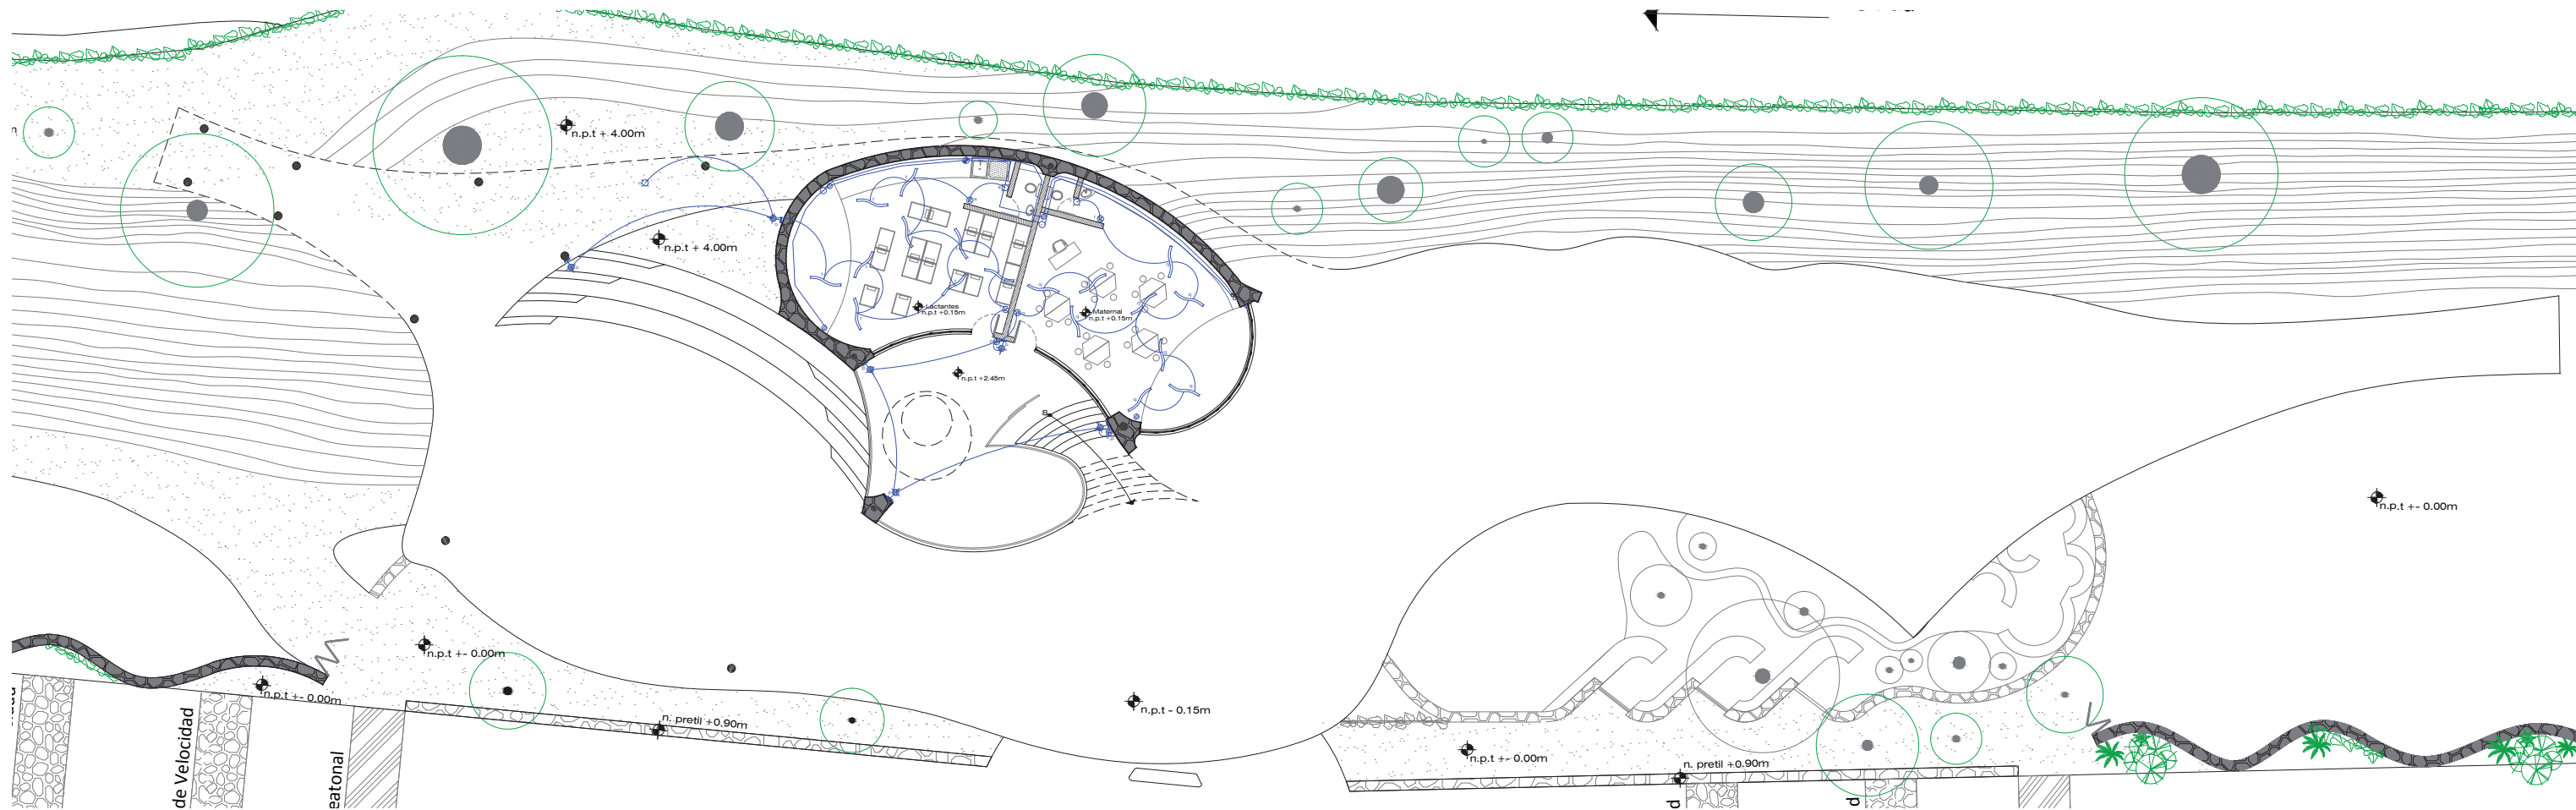 n.p.t + 4.00m
n.p.t + 4.00m
Lactantes
n.p.t +0.15m
Maternal
n.p.t +0.15m
n.p.t +2.45m
B
n.p.t +- 0.00m
n.p.t +- 0.00m
n.p.t +- 0.00m
n. pretil +0.90m
n.p.t - 0.15m
n.p.t +- 0.00m
n. pretil +0.90m
de Velocidad
eatonal
d
d